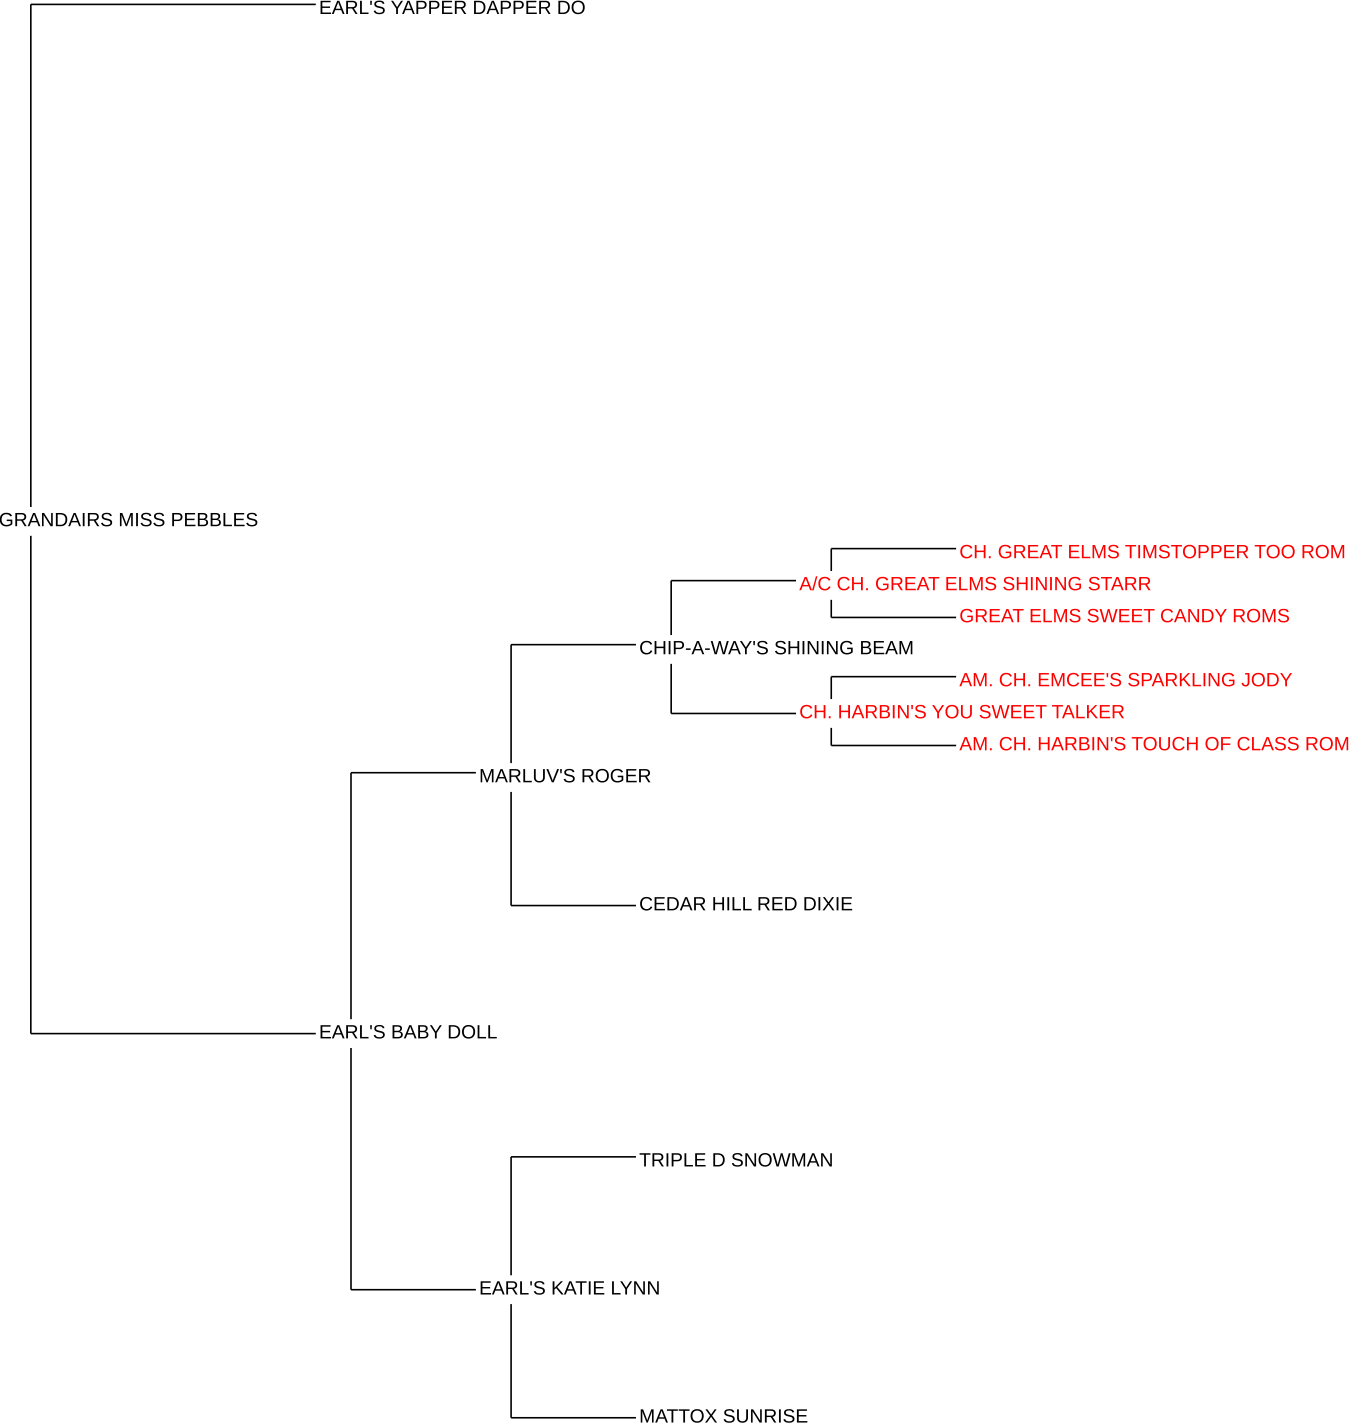 EARL'S YAPPER DAPPER DO
GRANDAIRS MISS PEBBLES
CH. GREAT ELMS TIMSTOPPER TOO ROM
A/C CH. GREAT ELMS SHINING STARR
GREAT ELMS SWEET CANDY ROMS
CHIP-A-WAY'S SHINING BEAM
AM. CH. EMCEE'S SPARKLING JODY
CH. HARBIN'S YOU SWEET TALKER
AM. CH. HARBIN'S TOUCH OF CLASS ROM
MARLUV'S ROGER
CEDAR HILL RED DIXIE
EARL'S BABY DOLL
TRIPLE D SNOWMAN
EARL'S KATIE LYNN
MATTOX SUNRISE